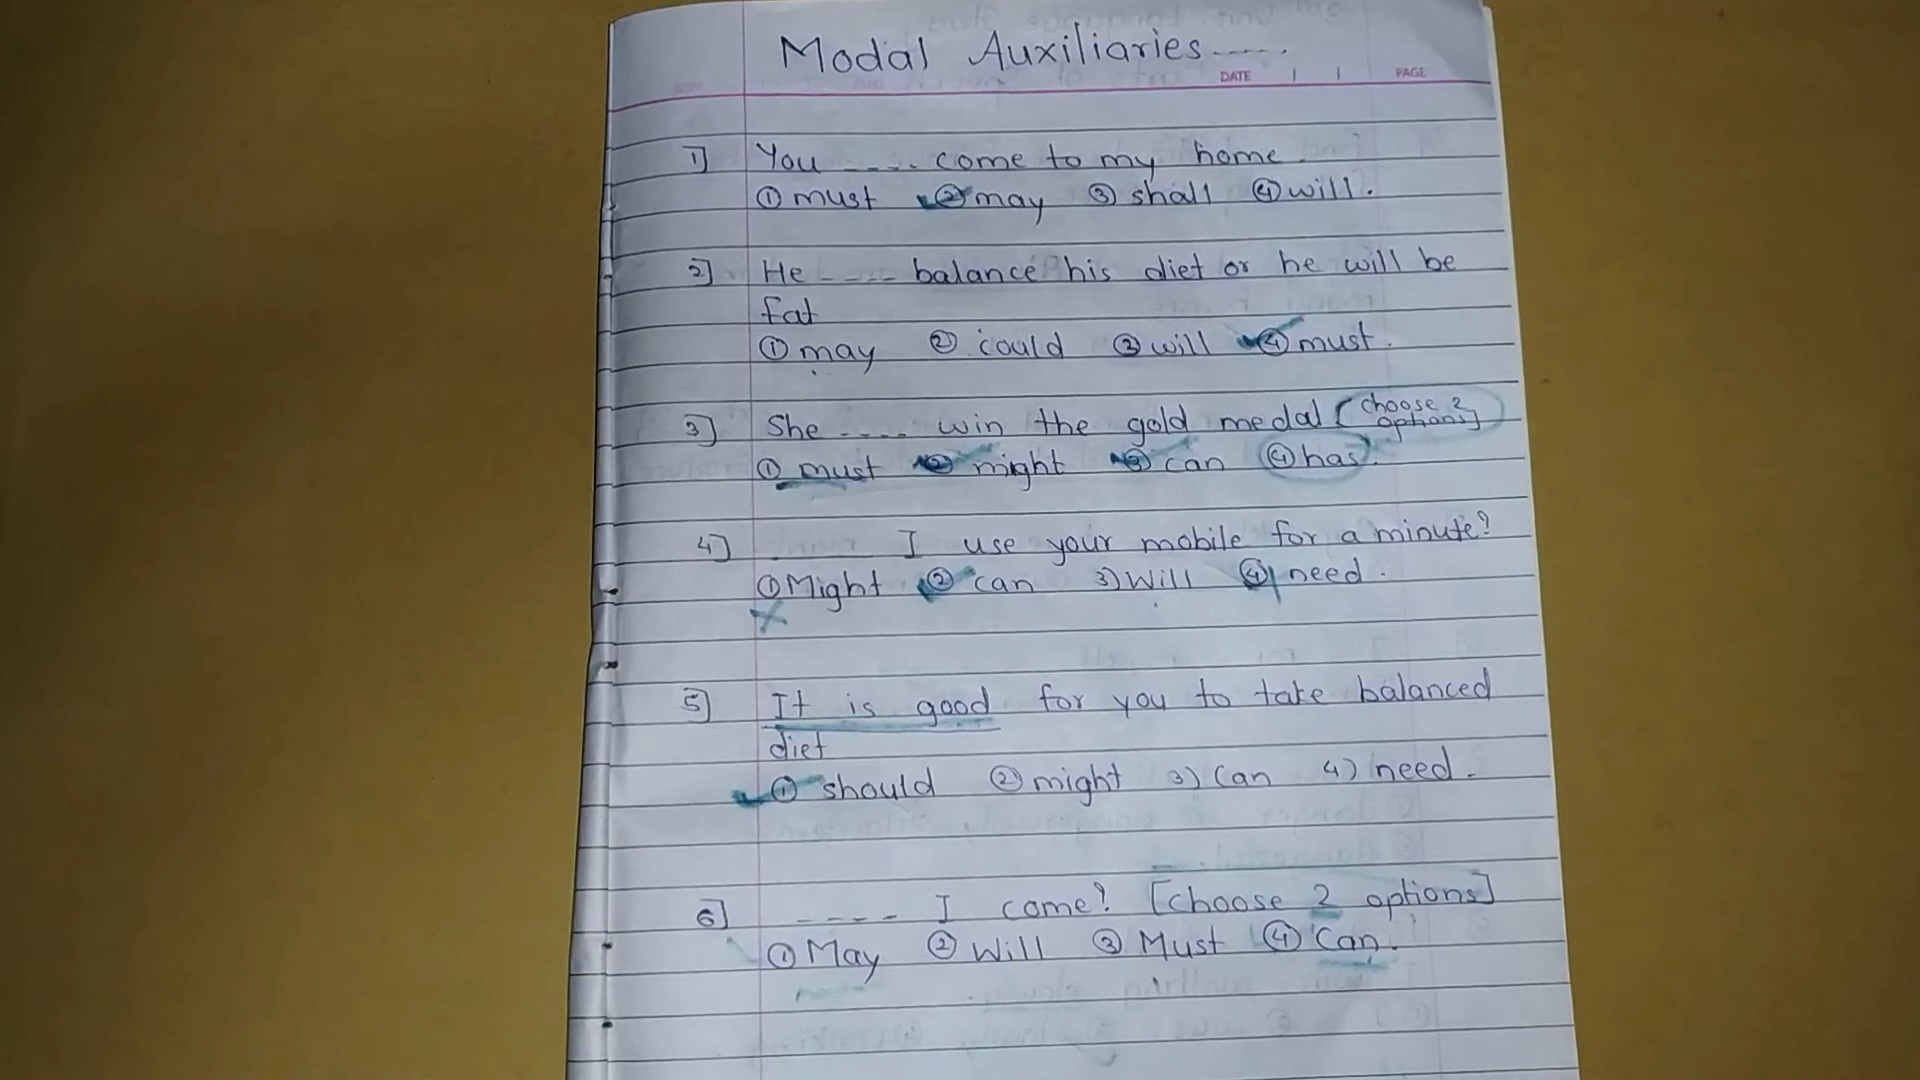 Modal Auxiliaries.....
DATE PAGE
1] You .... come to my home.
① must ② may ③ shall ④ will.
2] He .... balance his diet or he will be
fat
① may ② could ③ will ④ must.
3] She .... win the gold medal [choose 2 options]
① must ② might ③ can ④ has.
4] ____ I use your mobile for a minute?
① Might ② can 3) Will ④ need.
5] It is good for you to take balanced
diet
① should ② might 3) Can 4) need.
6] ---- I come? [choose 2 options]
① May ② Will ③ Must ④ Can.